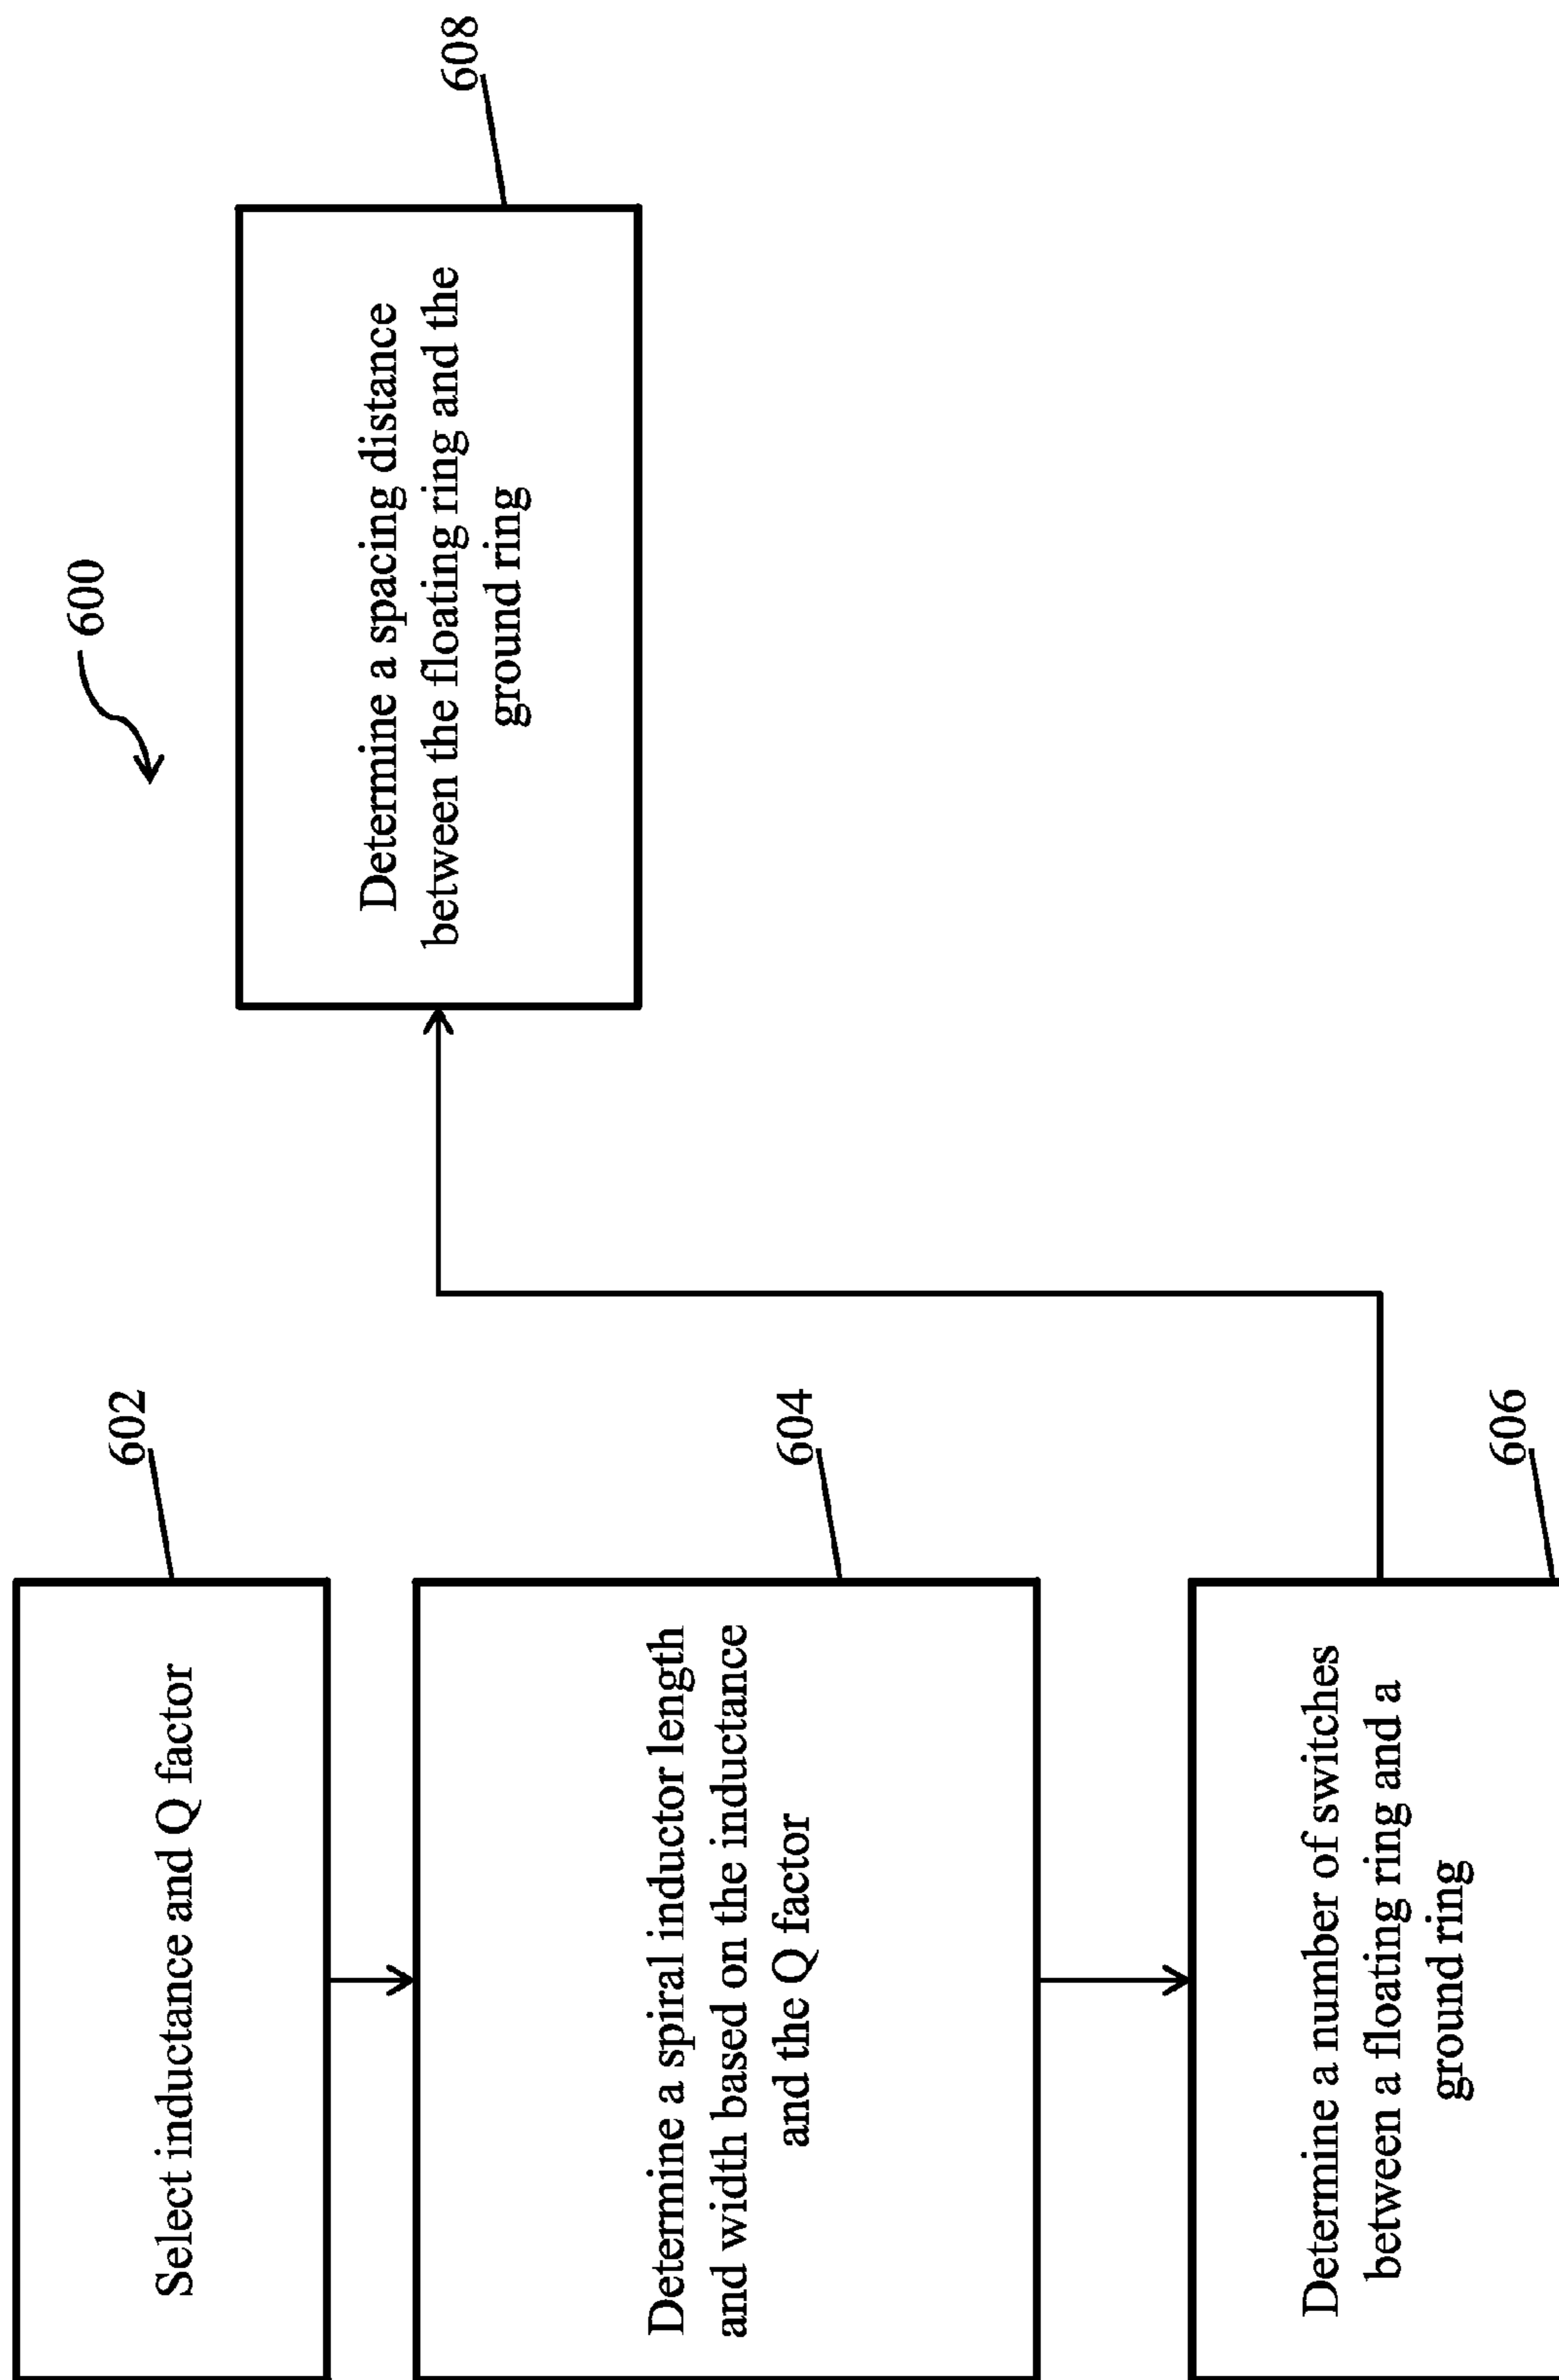 600
602
Select inductance and Q factor
604
Determine a spiral inductor length
and width based on the inductance
and the Q factor
606
Determine a number of switches
between a floating ring and a
ground ring
608
Determine a spacing distance
between the floating ring and the
ground ring